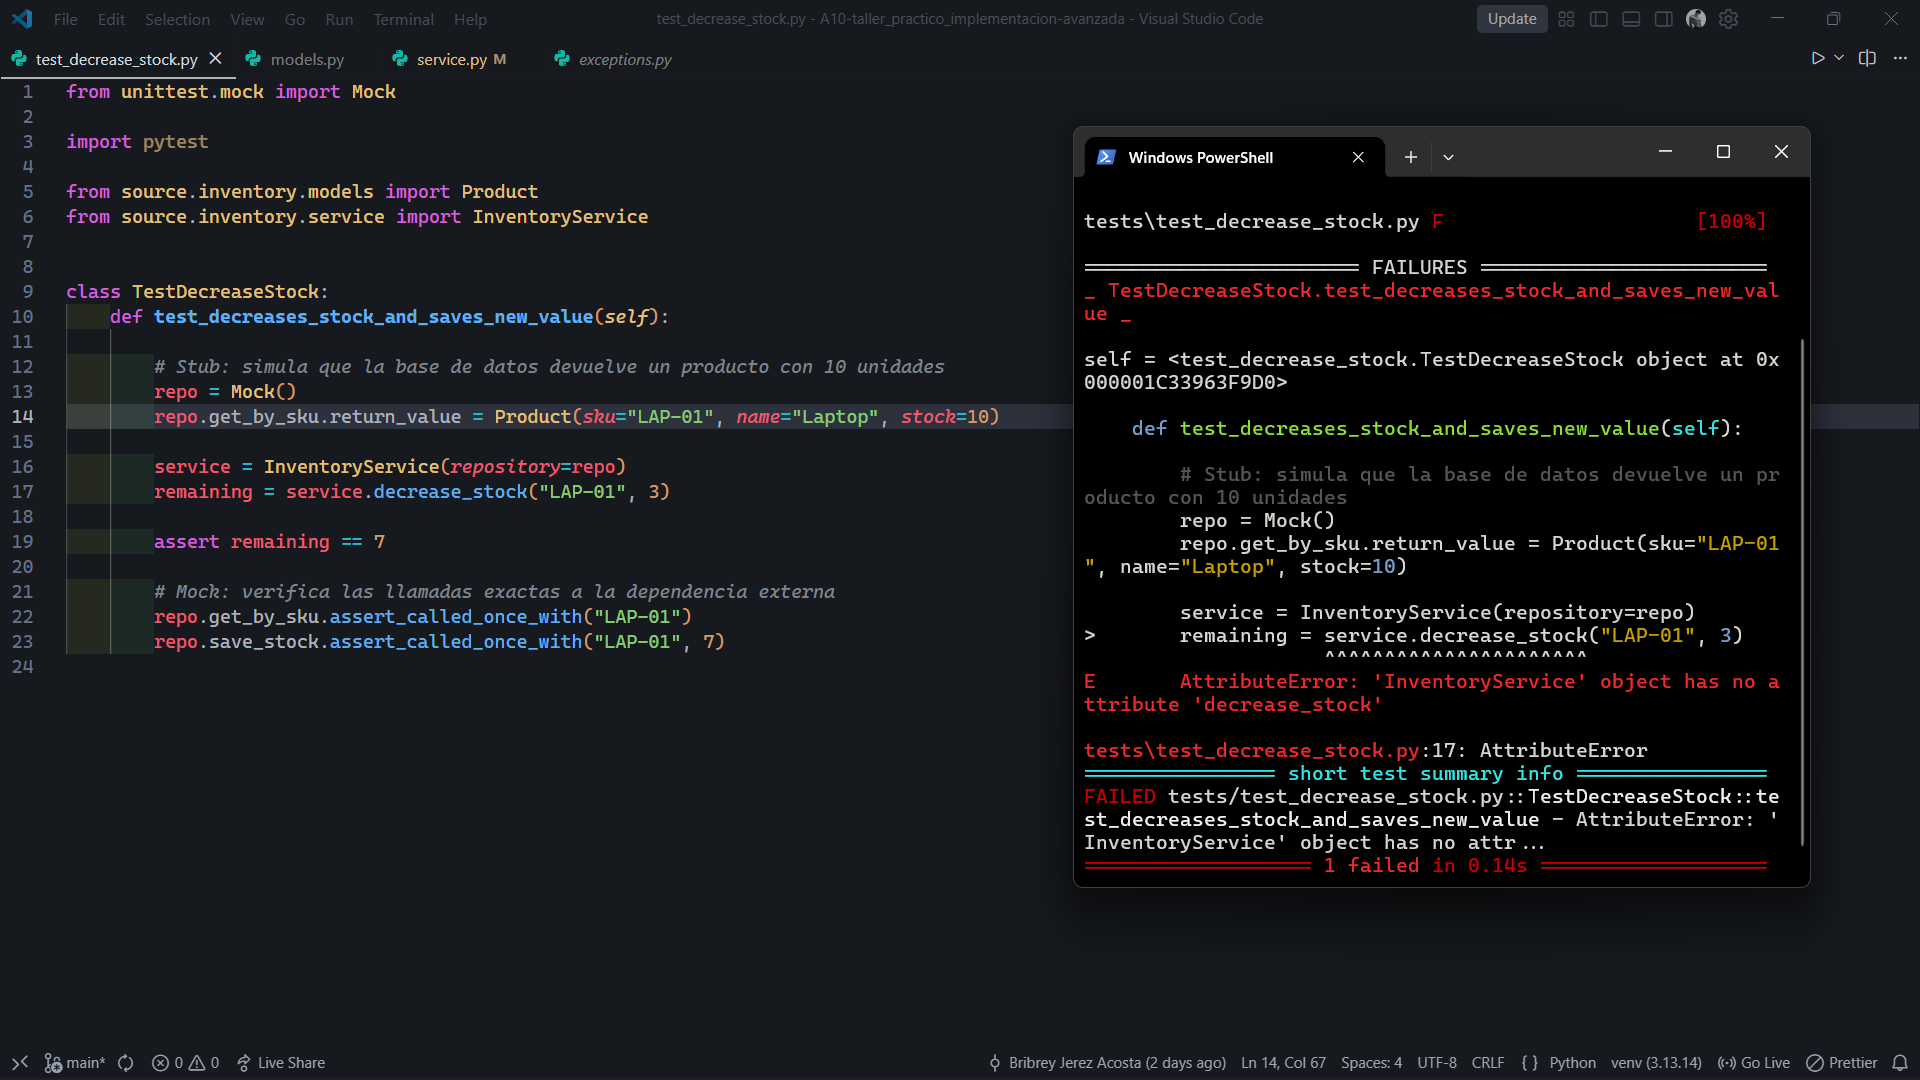 File Edit Selection View Go Run Terminal Help
test_decrease_stock.py - A10-taller_practico_implementacion-avanzada - Visual Studio Code
Update
test_decrease_stock.py
models.py
service.py M
exceptions.py
1 from unittest.mock import Mock
2
3 import pytest
4
5 from source.inventory.models import Product
6 from source.inventory.service import InventoryService
7
8
9 class TestDecreaseStock:
10 def test_decreases_stock_and_saves_new_value(self):
11
12 # Stub: simula que la base de datos devuelve un producto con 10 unidades
13 repo = Mock()
14 repo.get_by_sku.return_value = Product(sku="LAP-01", name="Laptop", stock=10)
15
16 service = InventoryService(repository=repo)
17 remaining = service.decrease_stock("LAP-01", 3)
18
19 assert remaining == 7
20
21 # Mock: verifica las llamadas exactas a la dependencia externa
22 repo.get_by_sku.assert_called_once_with("LAP-01")
23 repo.save_stock.assert_called_once_with("LAP-01", 7)
24
Windows PowerShell
tests\test_decrease_stock.py F [100%]
FAILURES
_ TestDecreaseStock.test_decreases_stock_and_saves_new_val
ue _
self = <test_decrease_stock.TestDecreaseStock object at 0x
000001C33963F9D0>
def test_decreases_stock_and_saves_new_value(self):
# Stub: simula que la base de datos devuelve un pr
oducto con 10 unidades
repo = Mock()
repo.get_by_sku.return_value = Product(sku="LAP-01
", name="Laptop", stock=10)
service = InventoryService(repository=repo)
> remaining = service.decrease_stock("LAP-01", 3)
^^^^^^^^^^^^^^^^^^^^^^
E AttributeError: 'InventoryService' object has no a
ttribute 'decrease_stock'
tests\test_decrease_stock.py:17: AttributeError
short test summary info
FAILED tests/test_decrease_stock.py::TestDecreaseStock::te
st_decreases_stock_and_saves_new_value - AttributeError: '
InventoryService' object has no attr...
1 failed in 0.14s
main* 0 0 Live Share
Bribrey Jerez Acosta (2 days ago) Ln 14, Col 67 Spaces: 4 UTF-8 CRLF { } Python venv (3.13.14) Go Live Prettier